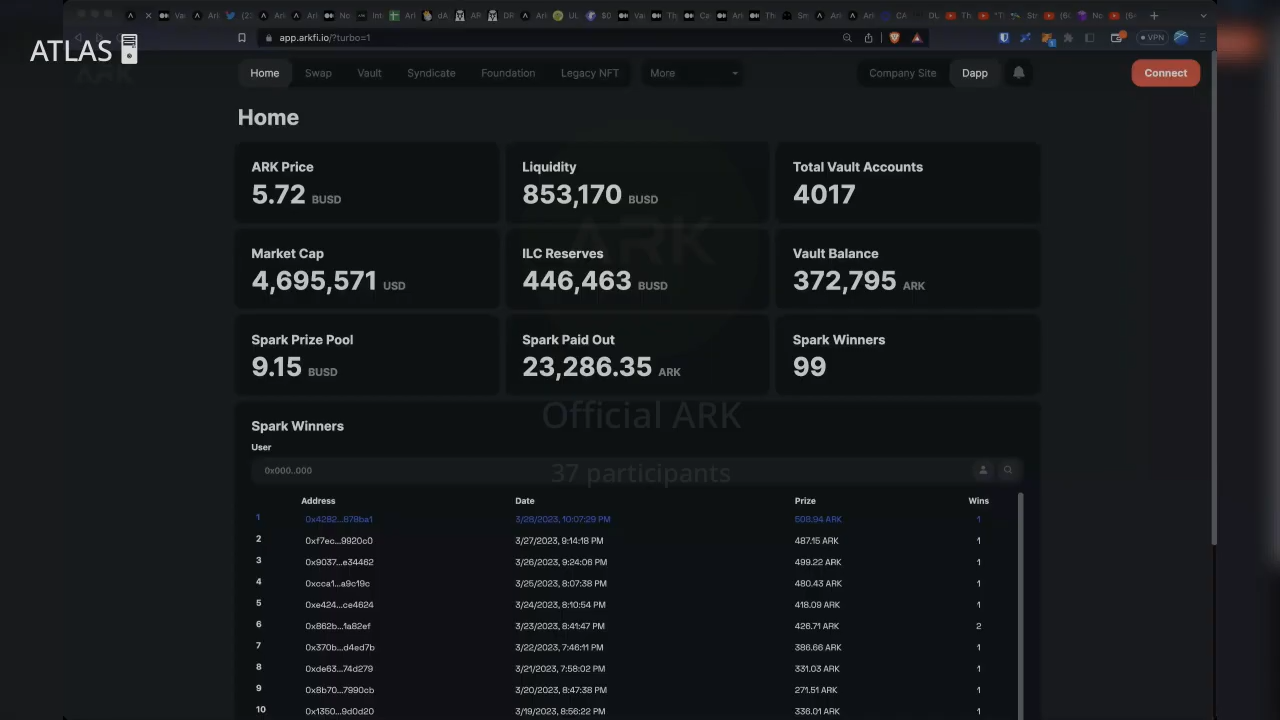 ATLAS
app.arkfi.io/?turbo=1
VPN
Home Swap Vault Syndicate Foundation Legacy NFT More Company Site Dapp Connect
Home
ARK Price Liquidity Total Vault Accounts
5.72 BUSD 853,170 BUSD 4017
Market Cap ILC Reserves Vault Balance
4,695,571 USD 446,463 BUSD 372,795 ARK
Spark Prize Pool Spark Paid Out Spark Winners
9.15 BUSD 23,286.35 ARK 99
ARK
Official ARK
37 participants
Spark Winners
User
0x000..000
Address Date Prize Wins
1 0x4282...878ba1 3/28/2023, 10:07:29 PM 508.94 ARK 1
2 0xf7ec...9920c0 3/27/2023, 9:14:18 PM 487.15 ARK 1
3 0x9037...e34462 3/26/2023, 9:24:06 PM 499.22 ARK 1
4 0xcca1...a9c19c 3/25/2023, 8:07:38 PM 480.43 ARK 1
5 0xe424...ce4624 3/24/2023, 8:10:54 PM 418.09 ARK 1
6 0x862b...1a82ef 3/23/2023, 8:41:47 PM 426.71 ARK 2
7 0x370b...d4ed7b 3/22/2023, 7:46:11 PM 386.66 ARK 1
8 0xde63...74d279 3/21/2023, 7:58:02 PM 331.03 ARK 1
9 0x8b70...7990cb 3/20/2023, 8:47:38 PM 271.51 ARK 1
10 0x1350...9d0d20 3/19/2023, 8:56:22 PM 336.01 ARK 1